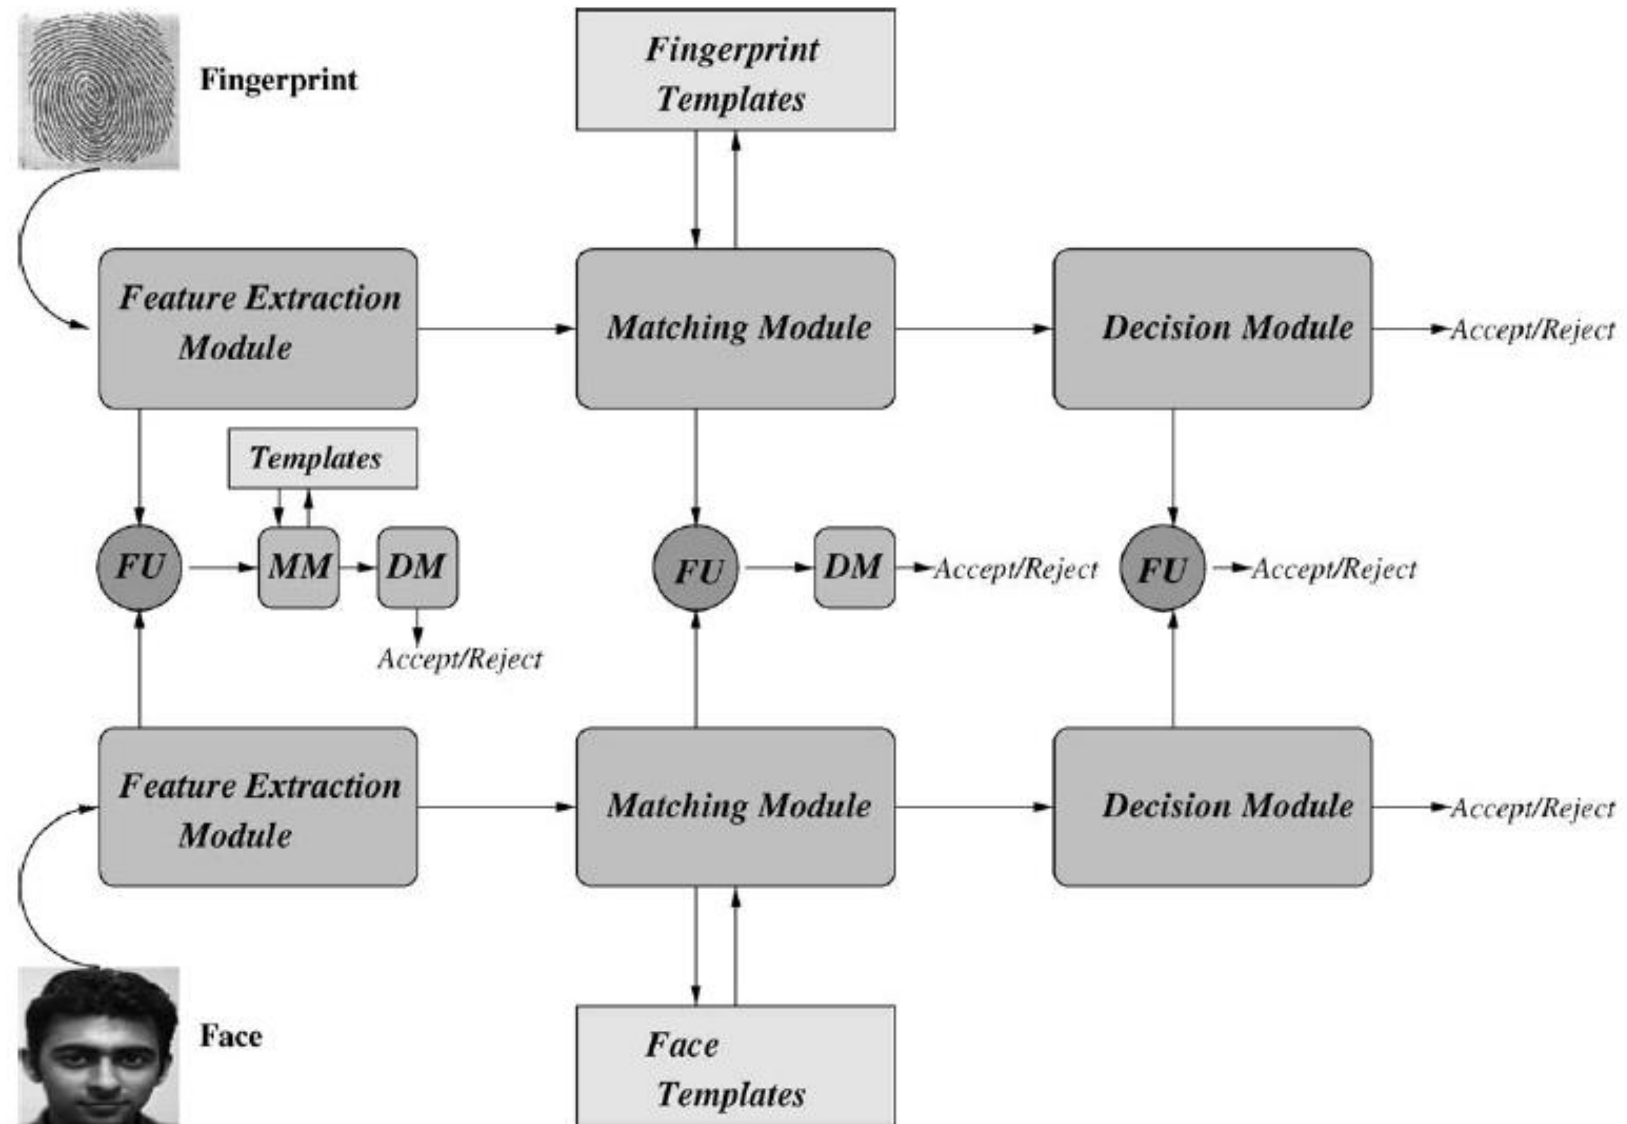 Fingerprint
Fingerprint
Templates
Feature Extraction
Module
Matching Module
Decision Module
Accept/Reject
Templates
FU
MM
DM
Accept/Reject
FU
DM
Accept/Reject
FU
Accept/Reject
Feature Extraction
Module
Matching Module
Decision Module
Accept/Reject
Face
Face
Templates